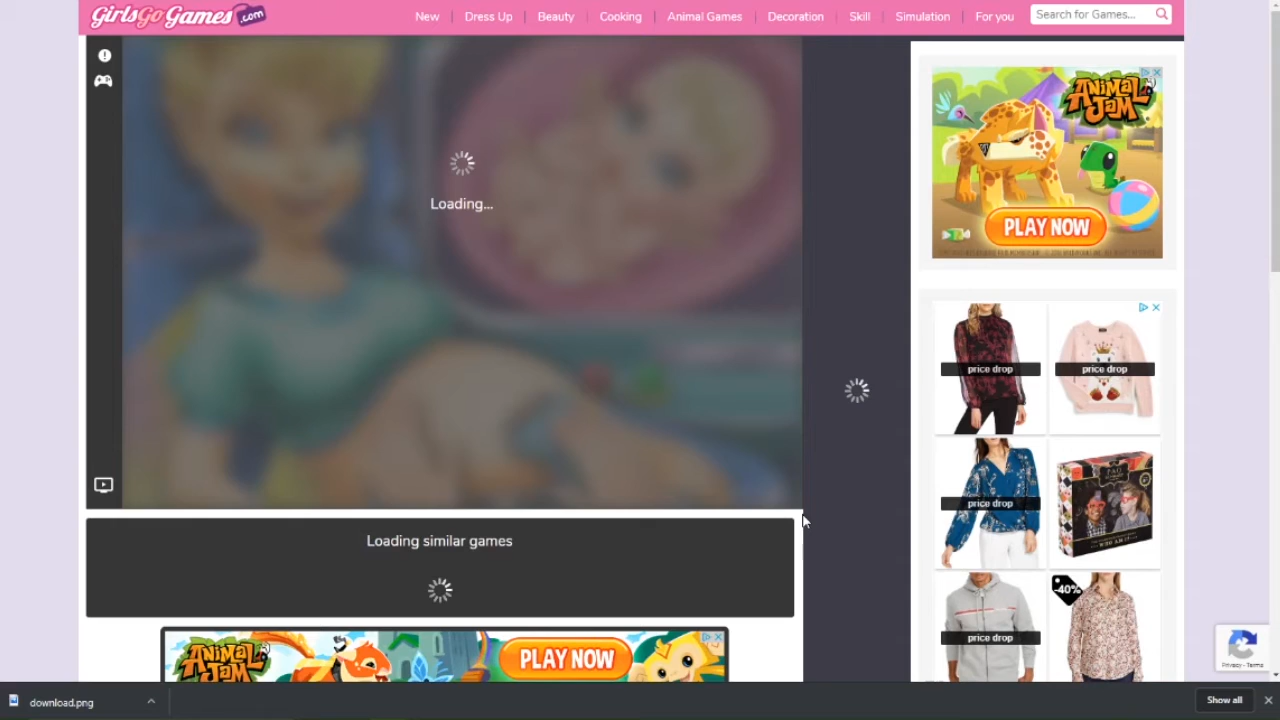 GirlsGoGames.com
New
Dress Up
Beauty
Cooking
Animal Games
Decoration
Skill
Simulation
For you
Search for Games...
Loading...
ANIMAL JAM
PLAY NOW
price drop
price drop
price drop
price drop
-40%
Loading similar games
ANIMAL JAM
PLAY NOW
Privacy - Terms
download.png
Show all